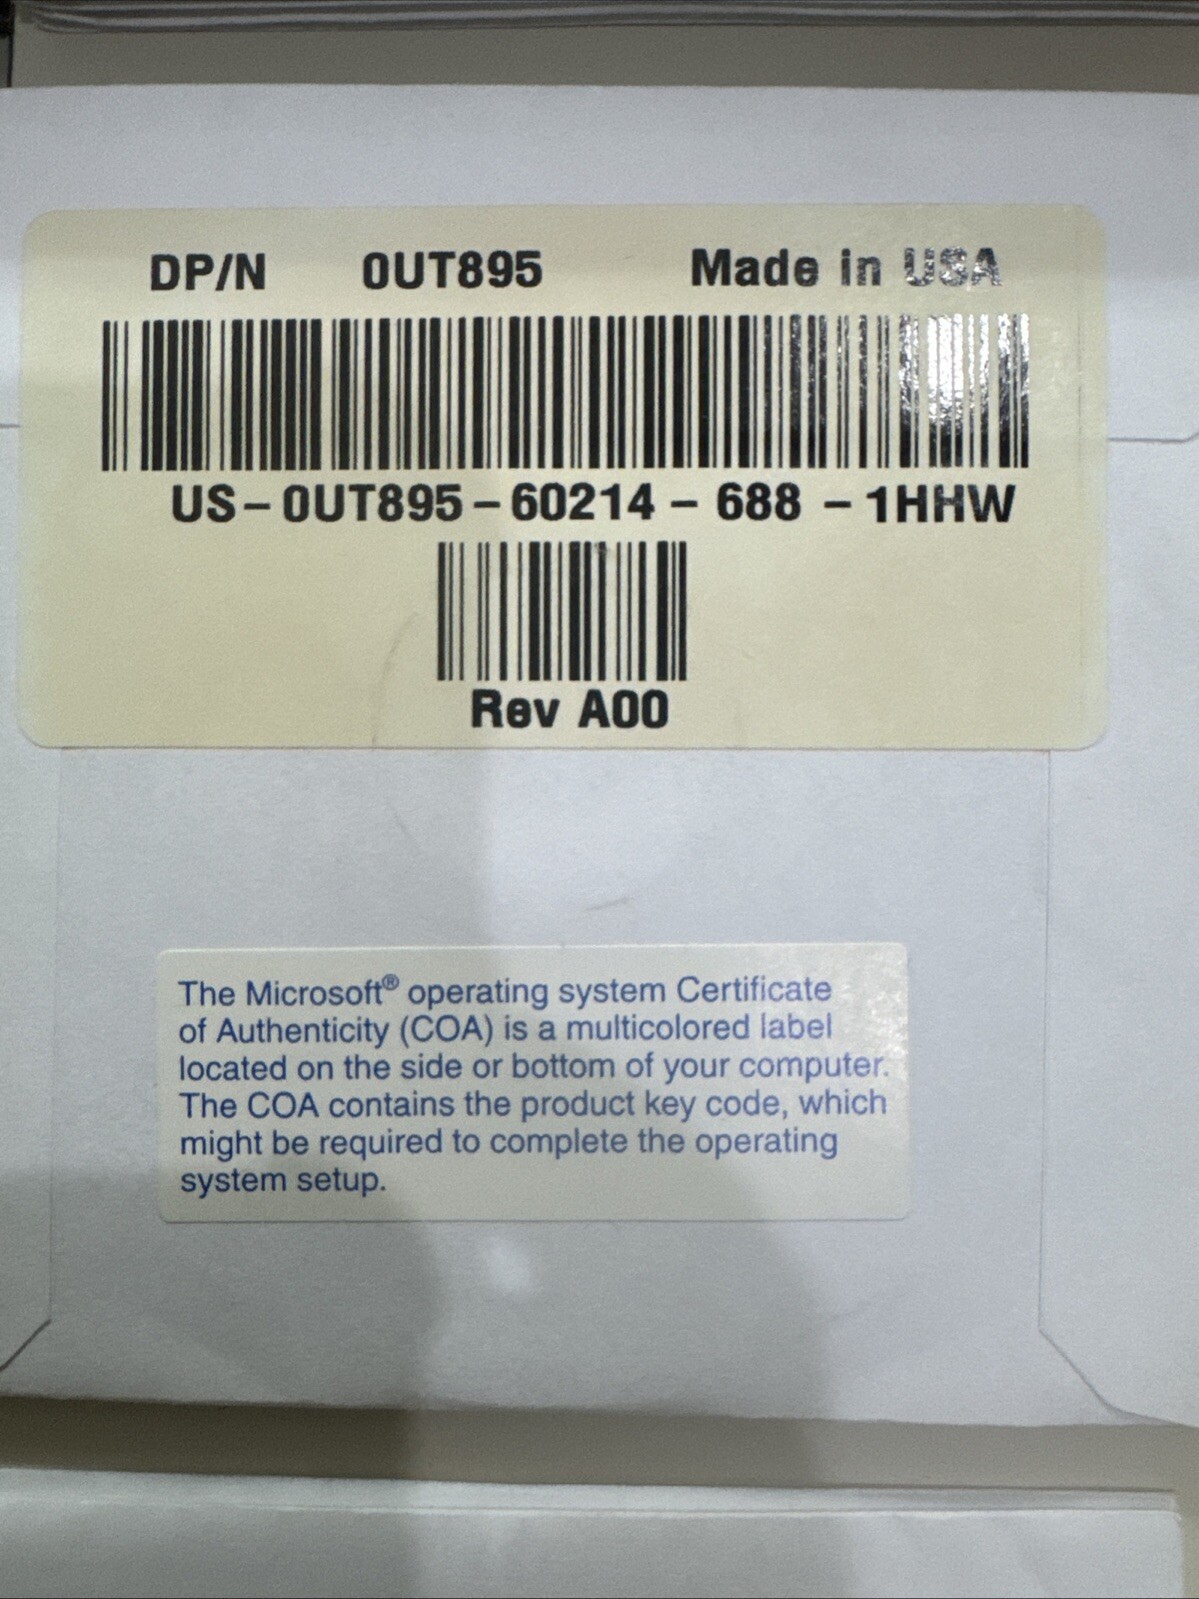 DP/N 0UT895 Made in USA
US-0UT895-60214-688-1HHW
Rev A00
The Microsoft® operating system Certificate
of Authenticity (COA) is a multicolored label
located on the side or bottom of your computer.
The COA contains the product key code, which
might be required to complete the operating
system setup.